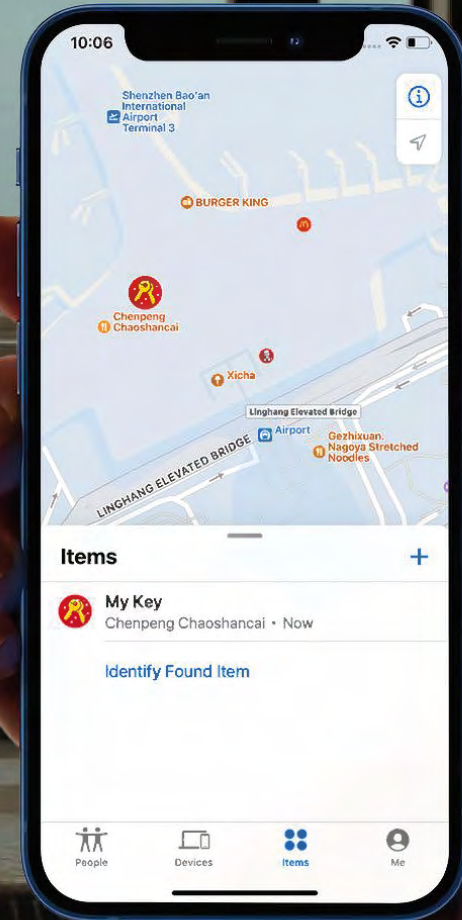 10:06
Shenzhen Bao'an
International
Airport
Terminal 3
BURGER KING
Chenpeng
Chaoshancai
Xicha
Linghang Elevated Bridge
Airport
Gezhixuan.
Nagoya Stretched
Noodles
LINGHANG ELEVATED BRIDGE
Items
+
My Key
Chenpeng Chaoshancai • Now
Identify Found Item
People
Devices
Items
Me